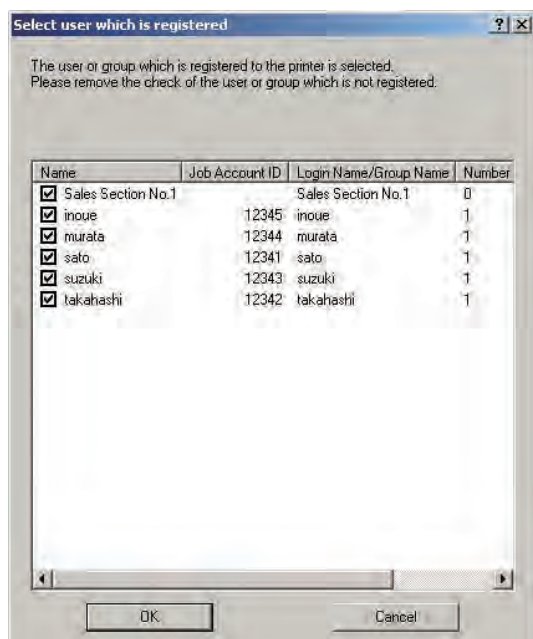 Select user which is registered
The user or group which is registered to the printer is selected.
Please remove the check of the user or group which is not registered.
Name Job Account ID Login Name/Group Name Number
Sales Section No.1 Sales Section No.1 0
inoue 12345 inoue 1
murata 12344 murata 1
sato 12341 sato 1
suzuki 12343 suzuki 1
takahashi 12342 takahashi 1
OK Cancel